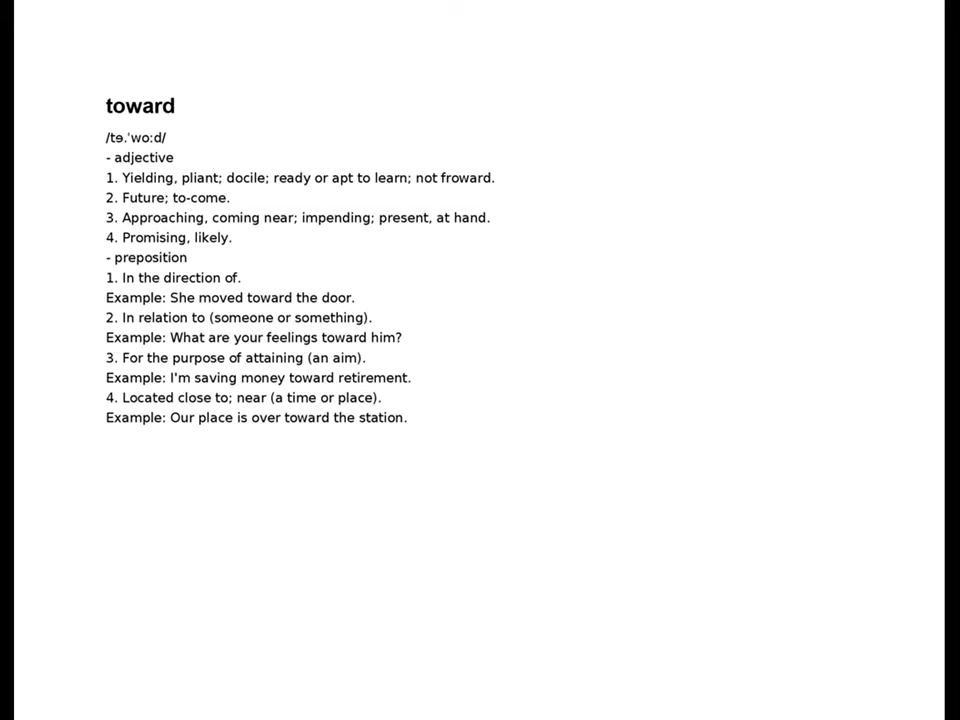 toward
/tɘ.ˈwoːd/
- adjective
1. Yielding, pliant; docile; ready or apt to learn; not froward.
2. Future; to-come.
3. Approaching, coming near; impending; present, at hand.
4. Promising, likely.
- preposition
1. In the direction of.
Example: She moved toward the door.
2. In relation to (someone or something).
Example: What are your feelings toward him?
3. For the purpose of attaining (an aim).
Example: I'm saving money toward retirement.
4. Located close to; near (a time or place).
Example: Our place is over toward the station.